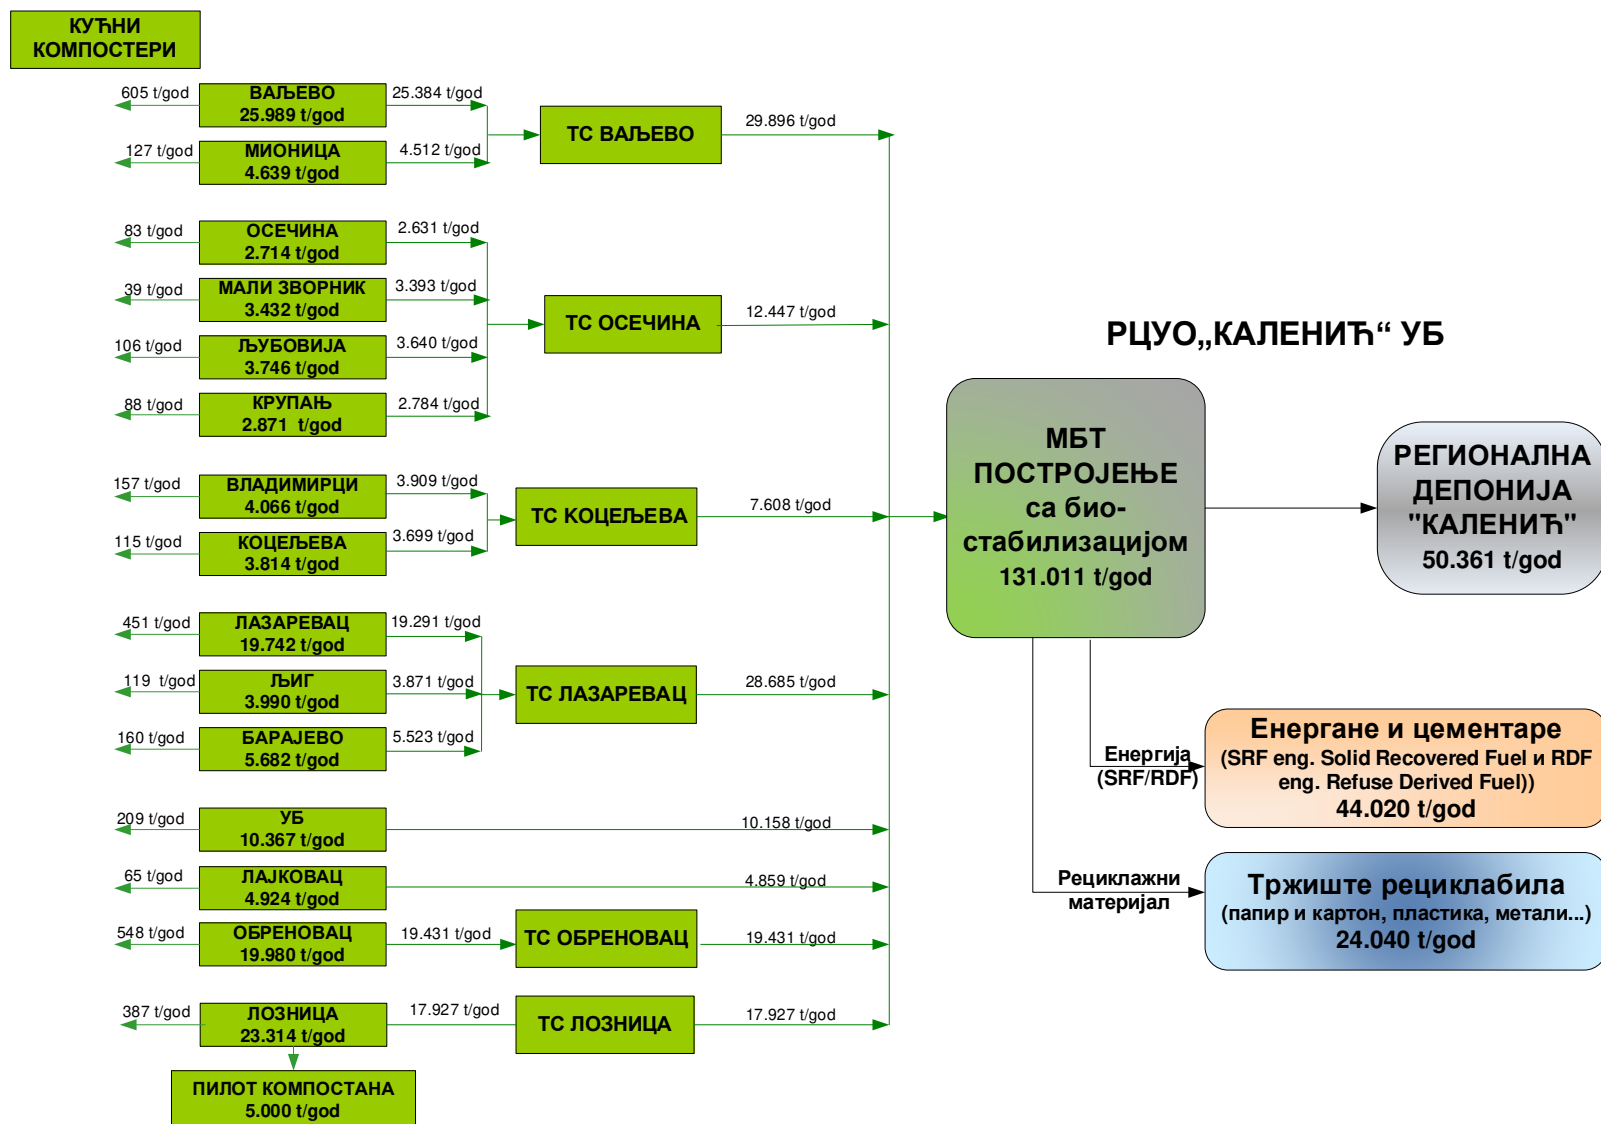 КУЋНИ
КОМПОСТЕРИ
605 t/god
ВАЉЕВО
25.989 t/god
25.384 t/god
127 t/god
МИОНИЦА
4.639 t/god
4.512 t/god
ТС ВАЉЕВО
29.896 t/god
83 t/god
ОСЕЧИНА
2.714 t/god
2.631 t/god
39 t/god
МАЛИ ЗВОРНИК
3.432 t/god
3.393 t/god
106 t/god
ЉУБОВИЈА
3.746 t/god
3.640 t/god
88 t/god
КРУПАЊ
2.871 t/god
2.784 t/god
ТС ОСЕЧИНА
12.447 t/god
157 t/god
ВЛАДИМИРЦИ
4.066 t/god
3.909 t/god
115 t/god
КОЦЕЉЕВА
3.814 t/god
3.699 t/god
ТС КОЦЕЉЕВА
7.608 t/god
451 t/god
ЛАЗАРЕВАЦ
19.742 t/god
19.291 t/god
119 t/god
ЉИГ
3.990 t/god
3.871 t/god
160 t/god
БАРАЈЕВО
5.682 t/god
5.523 t/god
ТС ЛАЗАРЕВАЦ
28.685 t/god
209 t/god
УБ
10.367 t/god
10.158 t/god
65 t/god
ЛАЈКОВАЦ
4.924 t/god
4.859 t/god
548 t/god
ОБРЕНОВАЦ
19.980 t/god
19.431 t/god
ТС ОБРЕНОВАЦ
19.431 t/god
387 t/god
ЛОЗНИЦА
23.314 t/god
17.927 t/god
ТС ЛОЗНИЦА
17.927 t/god
ПИЛОТ КОМПОСТАНА
5.000 t/god
РЦУО„КАЛЕНИЋ“ УБ
МБТ
ПОСТРОЈЕЊЕ
са био-
стабилизацијом
131.011 t/god
РЕГИОНАЛНА
ДЕПОНИЈА
"КАЛЕНИЋ"
50.361 t/god
Енергија
(SRF/RDF)
Енергане и цементаре
(SRF eng. Solid Recovered Fuel и RDF
eng. Refuse Derived Fuel))
44.020 t/god
Рециклажни
материјал
Тржиште рециклабила
(папир и картон, пластика, метали...)
24.040 t/god